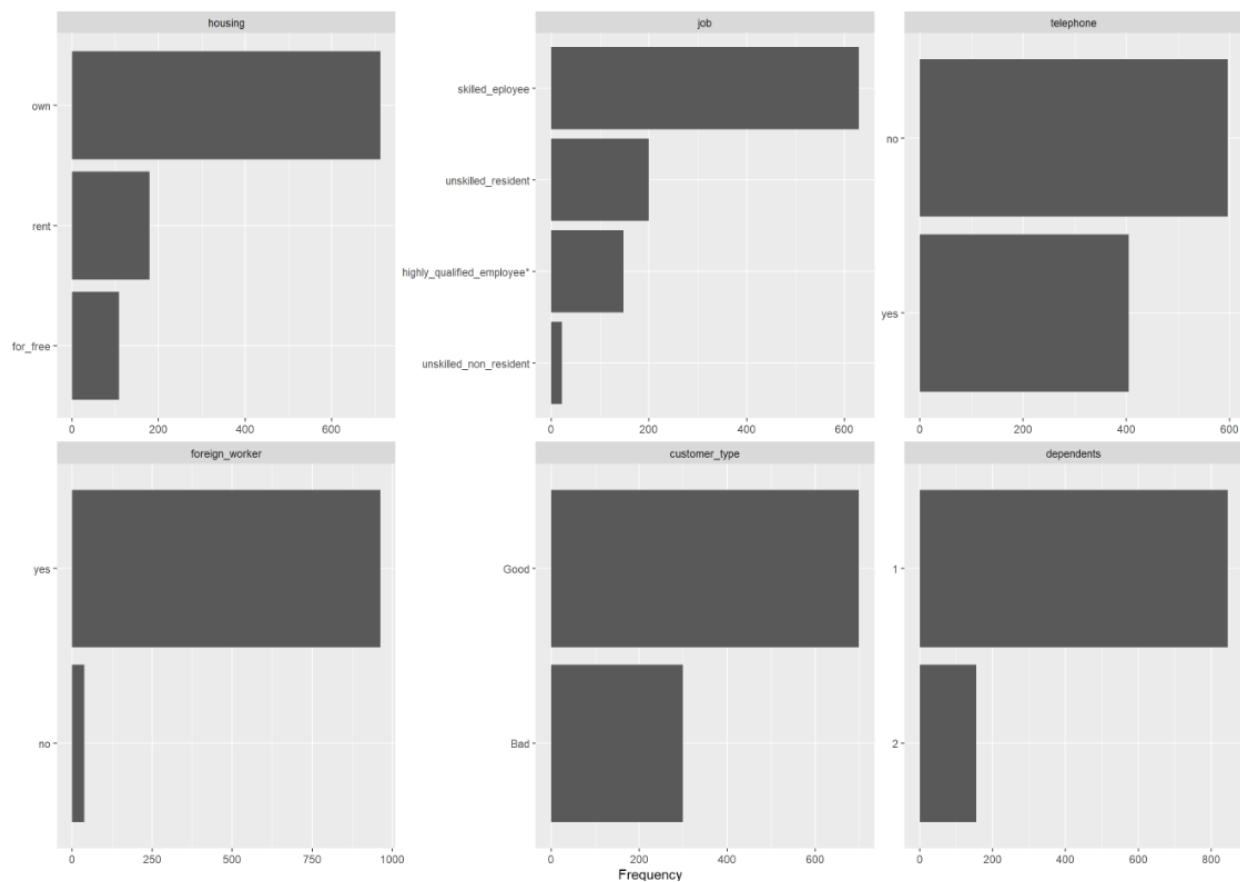 housing
own
rent
for_free
0 200 400 600
job
skilled_eployee
unskilled_resident
highly_qualified_employee*
unskilled_non_resident
0 200 400 600
telephone
no
yes
0 200 400 600
foreign_worker
yes
no
0 250 500 750 1000
customer_type
Good
Bad
0 200 400 600
dependents
1
2
0 200 400 600 800
Frequency